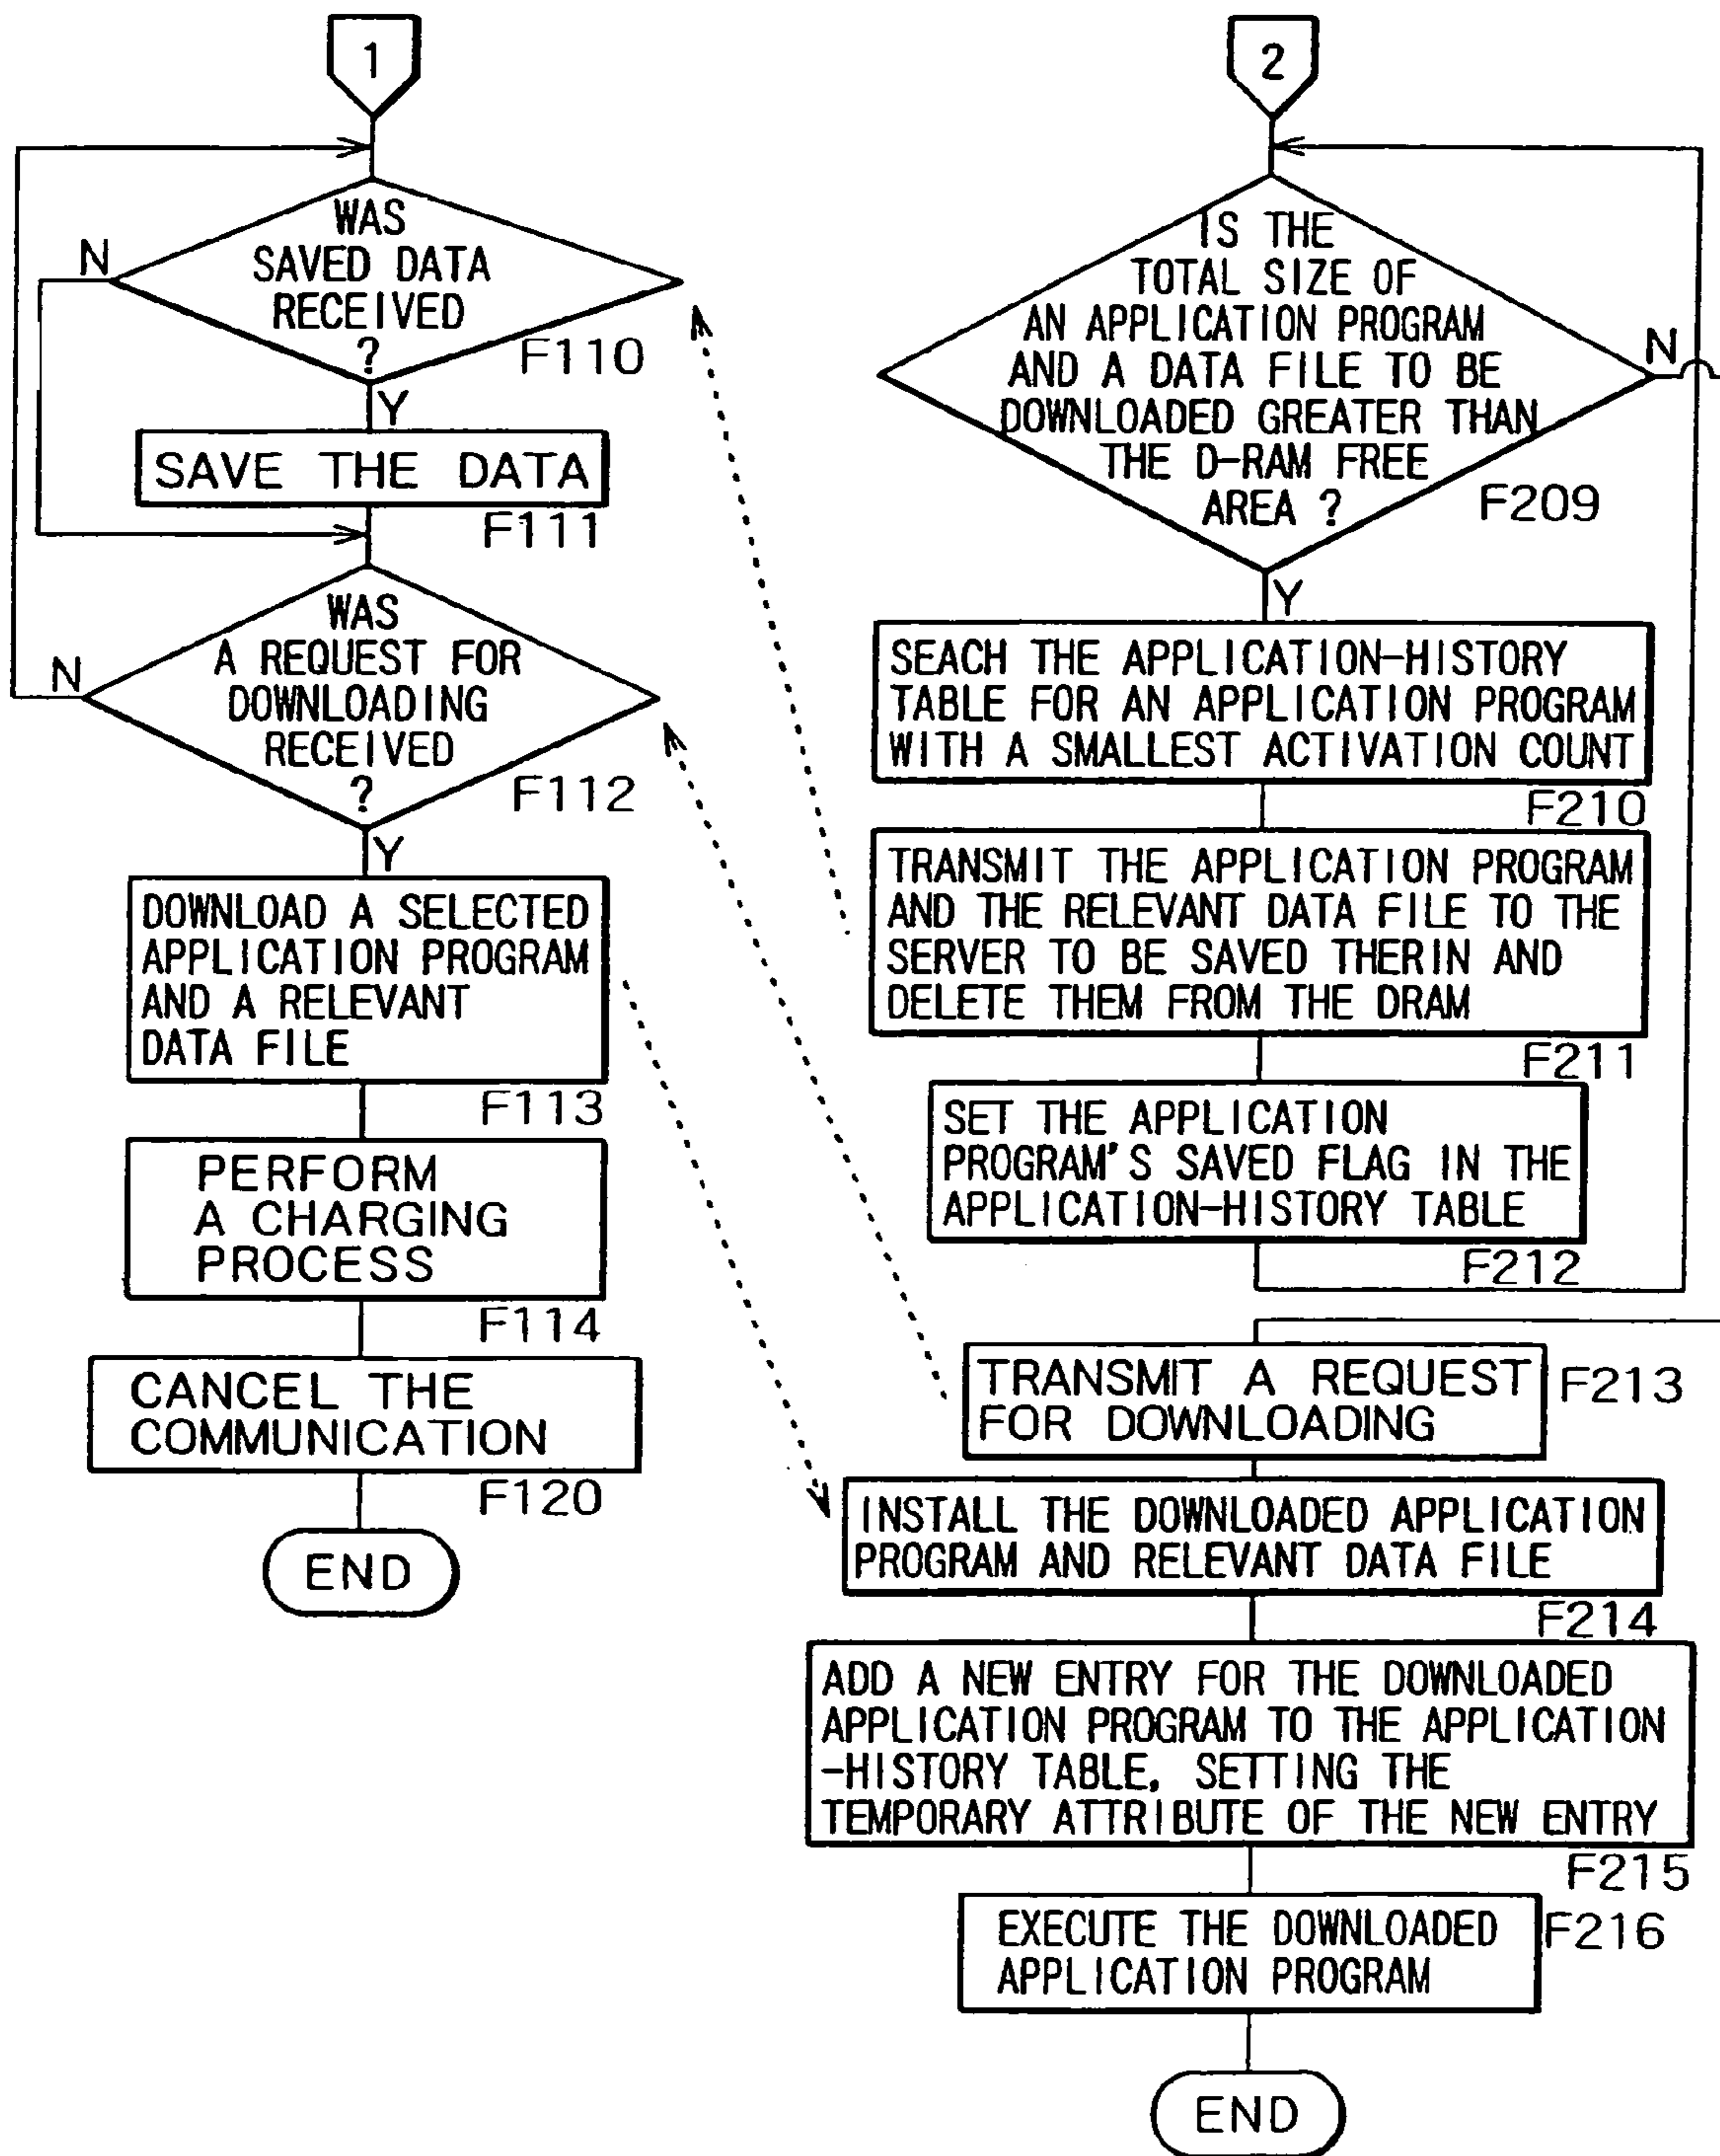 1
WAS
SAVED DATA
RECEIVED
?
N
F110
Y
SAVE THE DATA
F111
WAS
A REQUEST FOR
DOWNLOADING
RECEIVED
?
N
F112
Y
DOWNLOAD A SELECTED
APPLICATION PROGRAM
AND A RELEVANT
DATA FILE
F113
PERFORM
A CHARGING
PROCESS
F114
CANCEL THE
COMMUNICATION
F120
END
2
IS THE
TOTAL SIZE OF
AN APPLICATION PROGRAM
AND A DATA FILE TO BE
DOWNLOADED GREATER THAN
THE D-RAM FREE
AREA ?
N
F209
Y
SEACH THE APPLICATION-HISTORY
TABLE FOR AN APPLICATION PROGRAM
WITH A SMALLEST ACTIVATION COUNT
F210
TRANSMIT THE APPLICATION PROGRAM
AND THE RELEVANT DATA FILE TO THE
SERVER TO BE SAVED THERIN AND
DELETE THEM FROM THE DRAM
F211
SET THE APPLICATION
PROGRAM'S SAVED FLAG IN THE
APPLICATION-HISTORY TABLE
F212
TRANSMIT A REQUEST
FOR DOWNLOADING
F213
INSTALL THE DOWNLOADED APPLICATION
PROGRAM AND RELEVANT DATA FILE
F214
ADD A NEW ENTRY FOR THE DOWNLOADED
APPLICATION PROGRAM TO THE APPLICATION
-HISTORY TABLE, SETTING THE
TEMPORARY ATTRIBUTE OF THE NEW ENTRY
F215
EXECUTE THE DOWNLOADED
APPLICATION PROGRAM
F216
END